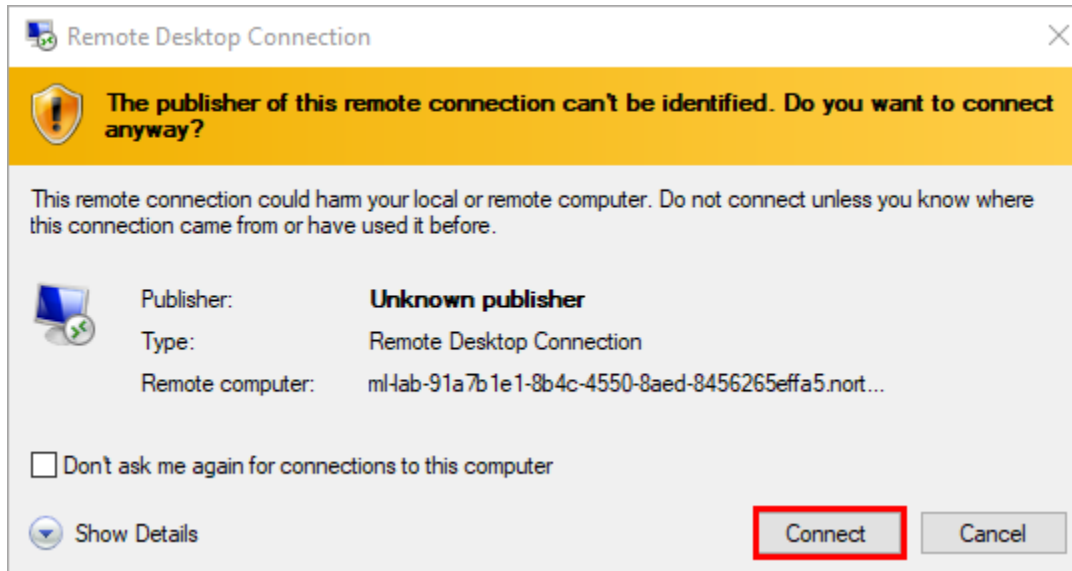 Remote Desktop Connection
The publisher of this remote connection can't be identified. Do you want to connect
anyway?
This remote connection could harm your local or remote computer. Do not connect unless you know where
this connection came from or have used it before.
Publisher: Unknown publisher
Type: Remote Desktop Connection
Remote computer: ml-lab-91a7b1e1-8b4c-4550-8aed-8456265effa5.nort...
Don't ask me again for connections to this computer
Show Details Connect Cancel